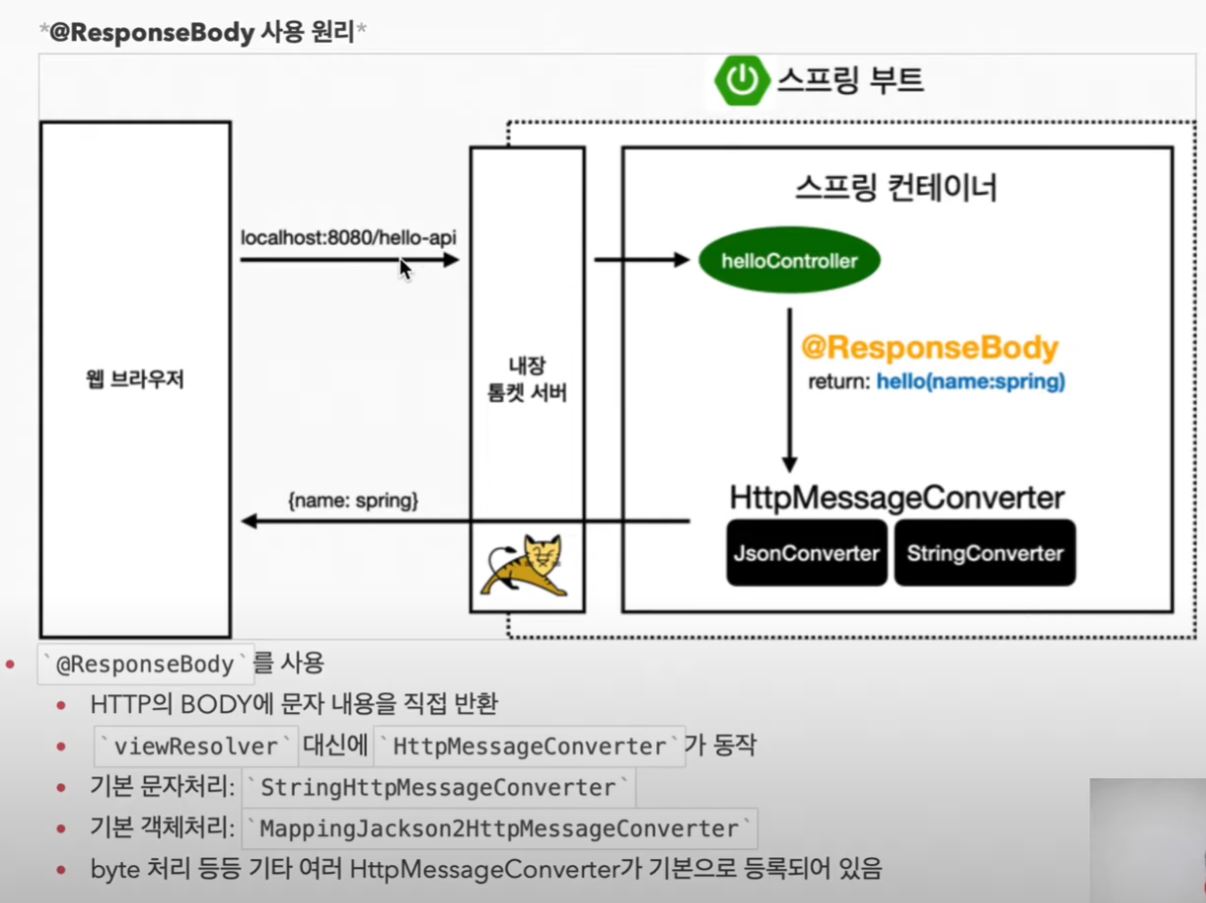 *@ResponseBody 사용 원리*
스프링 부트
스프링 컨테이너
localhost:8080/hello-api
helloController
@ResponseBody
return: hello(name:spring)
웹 브라우저
내장
톰켓 서버
{name: spring}
HttpMessageConverter
JsonConverter StringConverter
`@ResponseBody`를 사용
HTTP의 BODY에 문자 내용을 직접 반환
`viewResolver` 대신에 `HttpMessageConverter`가 동작
기본 문자처리: `StringHttpMessageConverter`
기본 객체처리: `MappingJackson2HttpMessageConverter`
byte 처리 등등 기타 여러 HttpMessageConverter가 기본으로 등록되어 있음